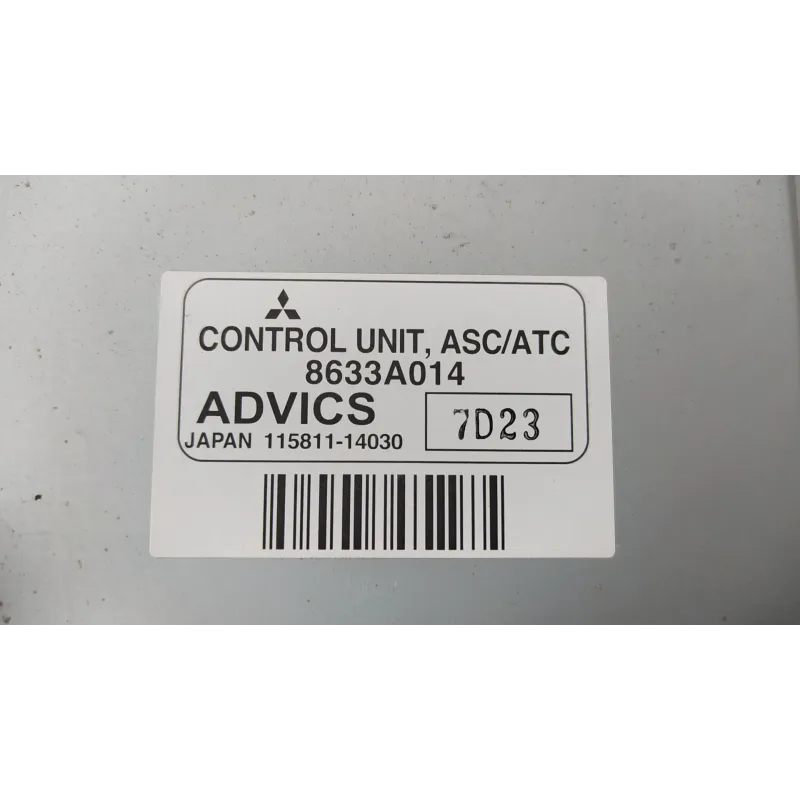 CONTROL UNIT, ASC/ATC
8633A014
ADVICS
7D23
JAPAN 115811-14030